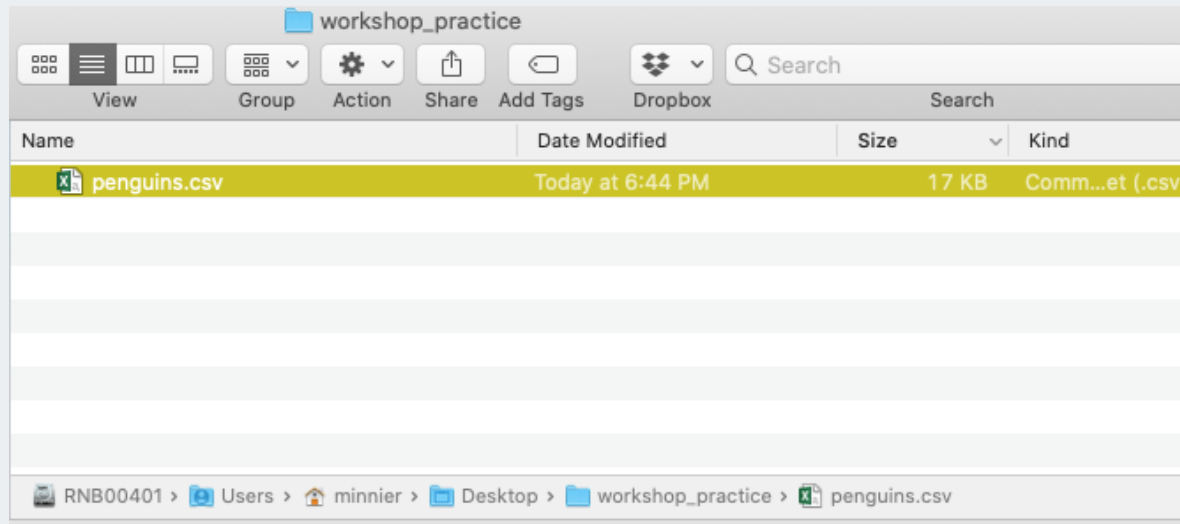 workshop_practice
Search
View Group Action Share Add Tags Dropbox Search
Name Date Modified Size Kind
penguins.csv Today at 6:44 PM 17 KB Comm...et (.csv
RNB00401 › Users › minnier › Desktop › workshop_practice › penguins.csv